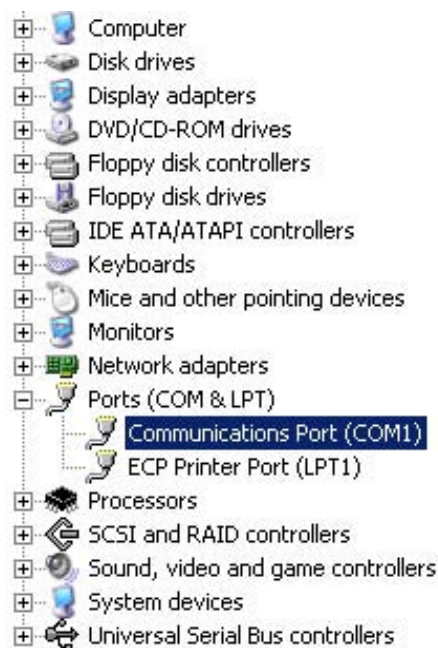 Computer
Disk drives
Display adapters
DVD/CD-ROM drives
Floppy disk controllers
Floppy disk drives
IDE ATA/ATAPI controllers
Keyboards
Mice and other pointing devices
Monitors
Network adapters
Ports (COM & LPT)
Communications Port (COM1)
ECP Printer Port (LPT1)
Processors
SCSI and RAID controllers
Sound, video and game controllers
System devices
Universal Serial Bus controllers